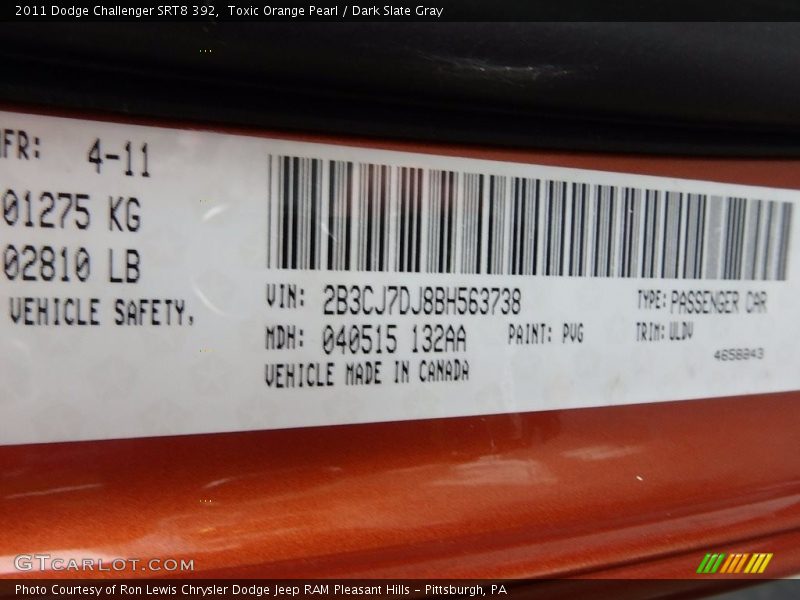 2011 Dodge Challenger SRT8 392, Toxic Orange Pearl / Dark Slate Gray
FR: 4-11
01275 KG
02810 LB
VEHICLE SAFETY,
VIN: 2B3CJ7DJ8BH563738 TYPE: PASSENGER CAR
MDH: 040515 132AA PAINT: PVG TRIM: ULDV
4658843
VEHICLE MADE IN CANADA
GTCARLOT.COM
Photo Courtesy of Ron Lewis Chrysler Dodge Jeep RAM Pleasant Hills - Pittsburgh, PA